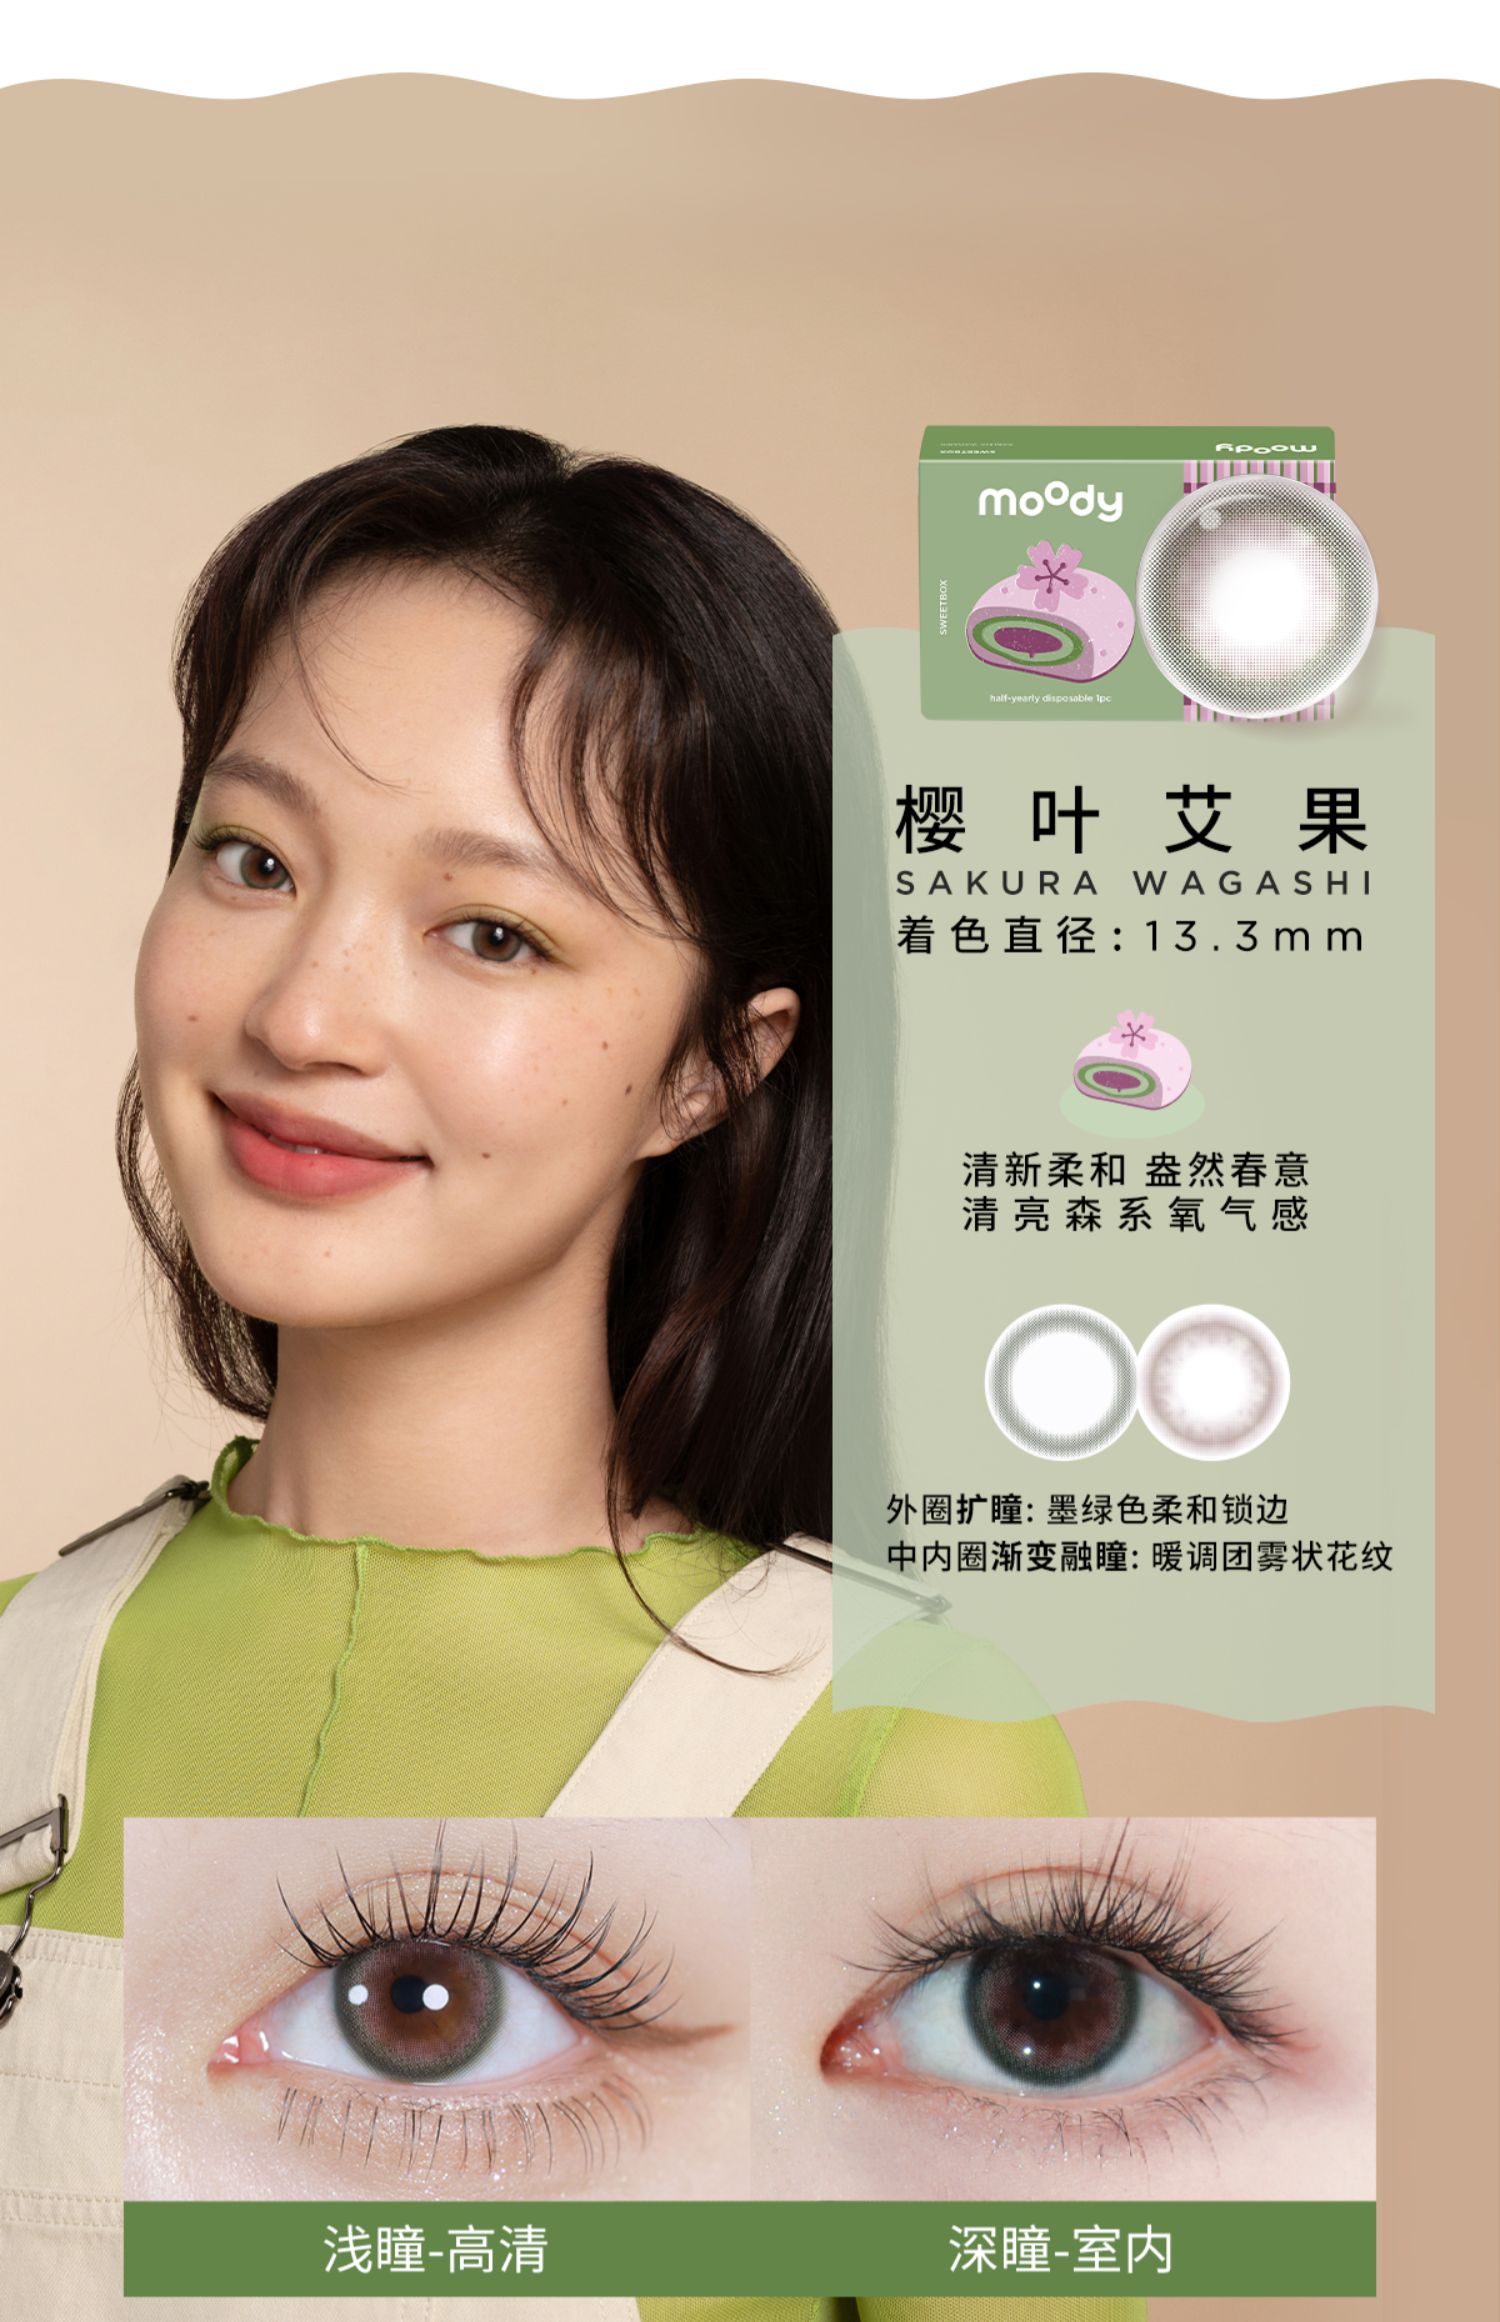 moody
moody
SWEETBOX
SWEETBOX
half-yearly disposable 1pc
樱叶艾果
SAKURA WAGASHI
着色直径: 13.3mm
清新柔和 盎然春意
清亮森系氧气感
外圈扩瞳: 墨绿色柔和锁边
中内圈渐变融瞳: 暖调团雾状花纹
浅瞳-高清
深瞳-室内